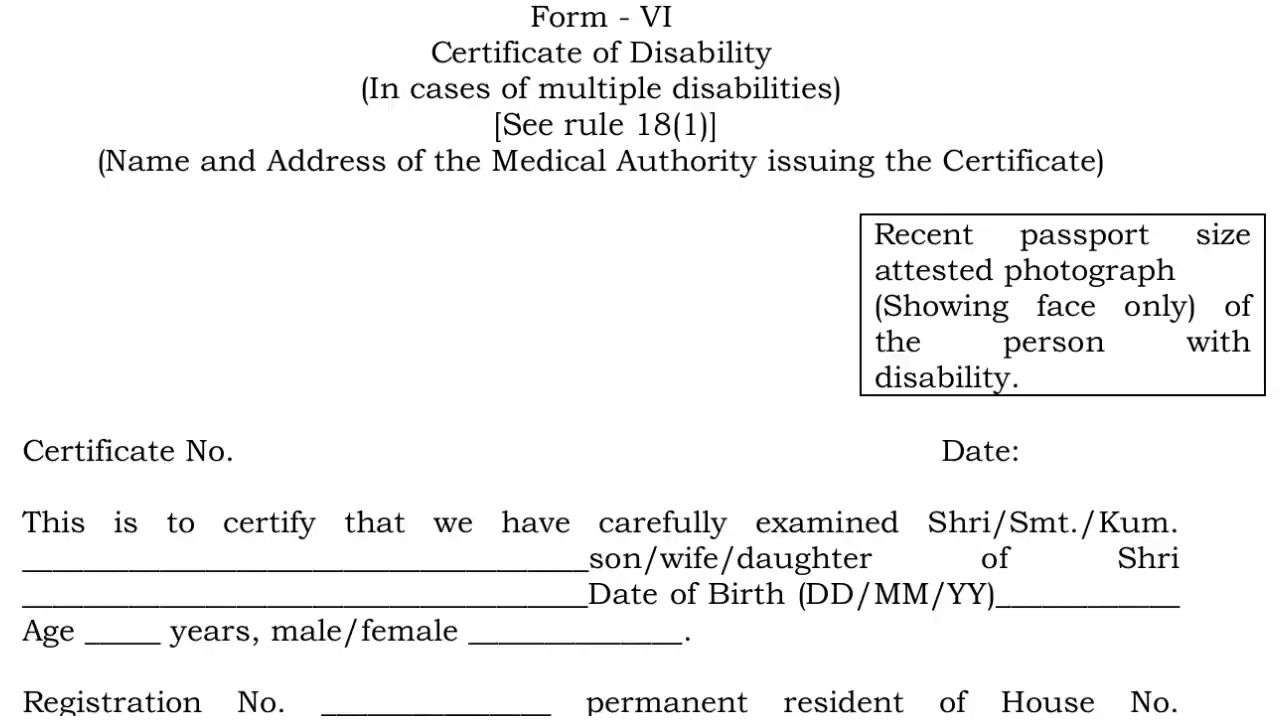 Form - VI
Certificate of Disability
(In cases of multiple disabilities)
[See rule 18(1)]
(Name and Address of the Medical Authority issuing the Certificate)
Recent passport size
attested photograph
(Showing face only) of
the person with
disability.
Certificate No. Date:
This is to certify that we have carefully examined Shri/Smt./Kum.
_____________________________________son/wife/daughter of Shri
_____________________________________Date of Birth (DD/MM/YY)____________
Age _____ years, male/female ______________.
Registration No. _______________ permanent resident of House No.